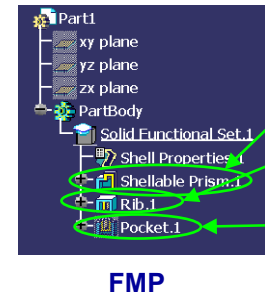 Part1
xy plane
yz plane
zx plane
PartBody
Solid Functional Set.1
Shell Properties.1
Shellable Prism.1
Rib.1
Pocket.1
FMP